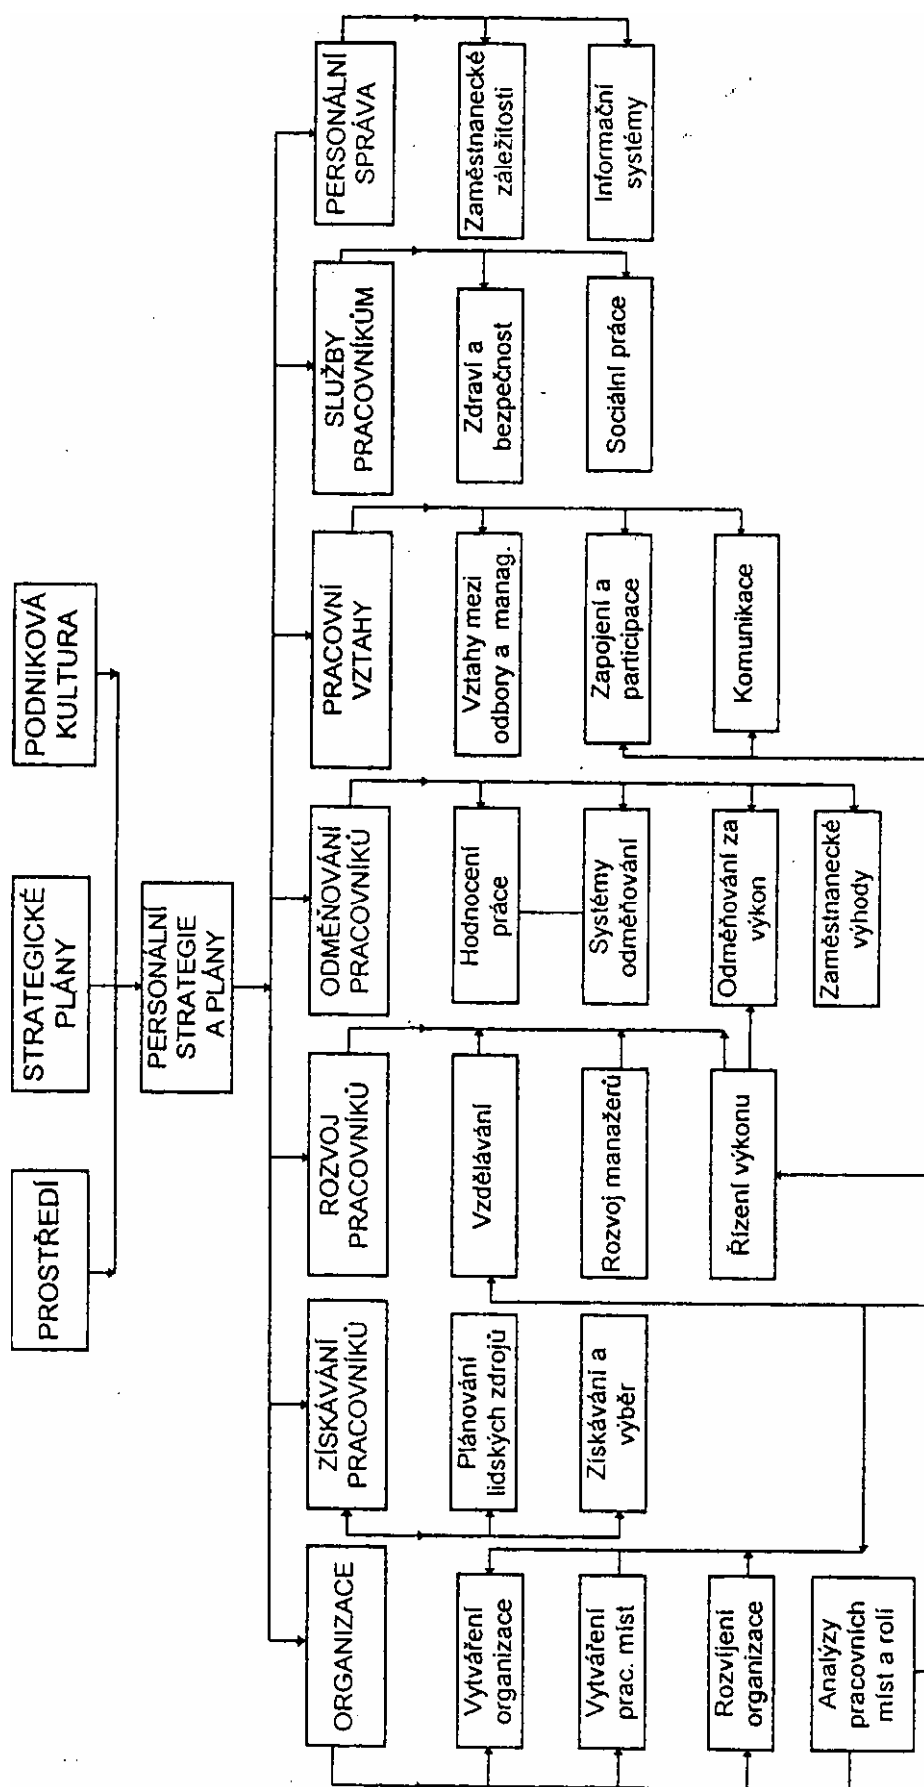 PROSTŘEDÍ
STRATEGICKÉ
PLÁNY
PODNIKOVÁ
KULTURA
PERSONÁLNÍ
STRATEGIE
A PLÁNY
ORGANIZACE
Vytváření
organizace
Vytváření
prac. míst
Rozvíjení
organizace
Analýzy
pracovních
míst a rolí
ZÍSKÁVÁNÍ
PRACOVNÍKŮ
Plánování
lidských zdrojů
Získávání a
výběr
ROZVOJ
PRACOVNÍKŮ
Vzdělávání
Rozvoj manažerů
Řízení výkonu
ODMĚŇOVÁNÍ
PRACOVNÍKŮ
Hodnocení
práce
Systémy
odměňování
Odměňování za
výkon
Zaměstnanecké
výhody
PRACOVNÍ
VZTAHY
Vztahy mezi
odbory a manag.
Zapojení a
participace
Komunikace
SLUŽBY
PRACOVNÍKŮM
Zdraví a
bezpečnost
Sociální práce
PERSONÁLNÍ
SPRÁVA
Zaměstnanecké
záležitosti
Informační
systémy